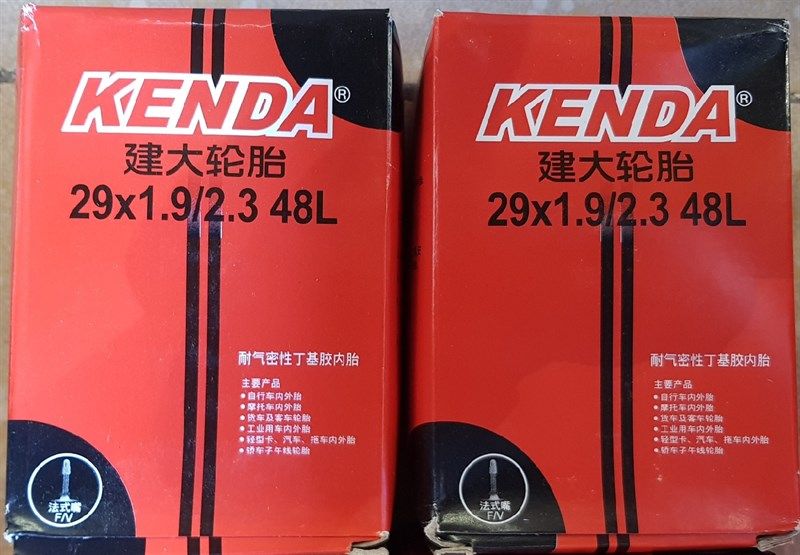 KENDA®
建大轮胎
29x1.9/2.3 48L
耐气密性丁基胶内胎
主要产品
• 自行车内外胎
• 摩托车内外胎
• 货车及客车轮胎
• 工业用车内外胎
• 轻型卡、汽车、拖车内外胎
• 轿车子午线轮胎
法式嘴
F/V
KENDA®
建大轮胎
29x1.9/2.3 48L
耐气密性丁基胶内胎
主要产品
• 自行车内外胎
• 摩托车内外胎
• 货车及客车轮胎
• 工业用车内外胎
• 轻型卡、汽车、拖车内外胎
• 轿车子午线轮胎
法式嘴
F/V